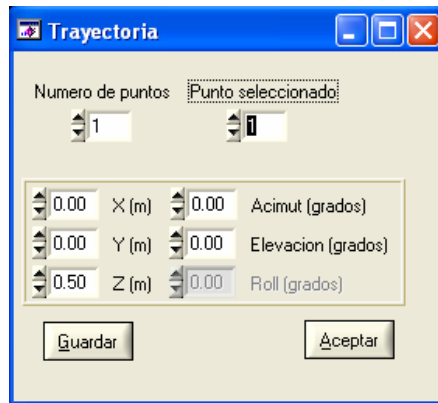 Trayectoria
Numero de puntos Punto seleccionado
1 1
0.00 X (m) 0.00 Acimut (grados)
0.00 Y (m) 0.00 Elevacion (grados)
0.50 Z (m) 0.00 Roll (grados)
Guardar Aceptar